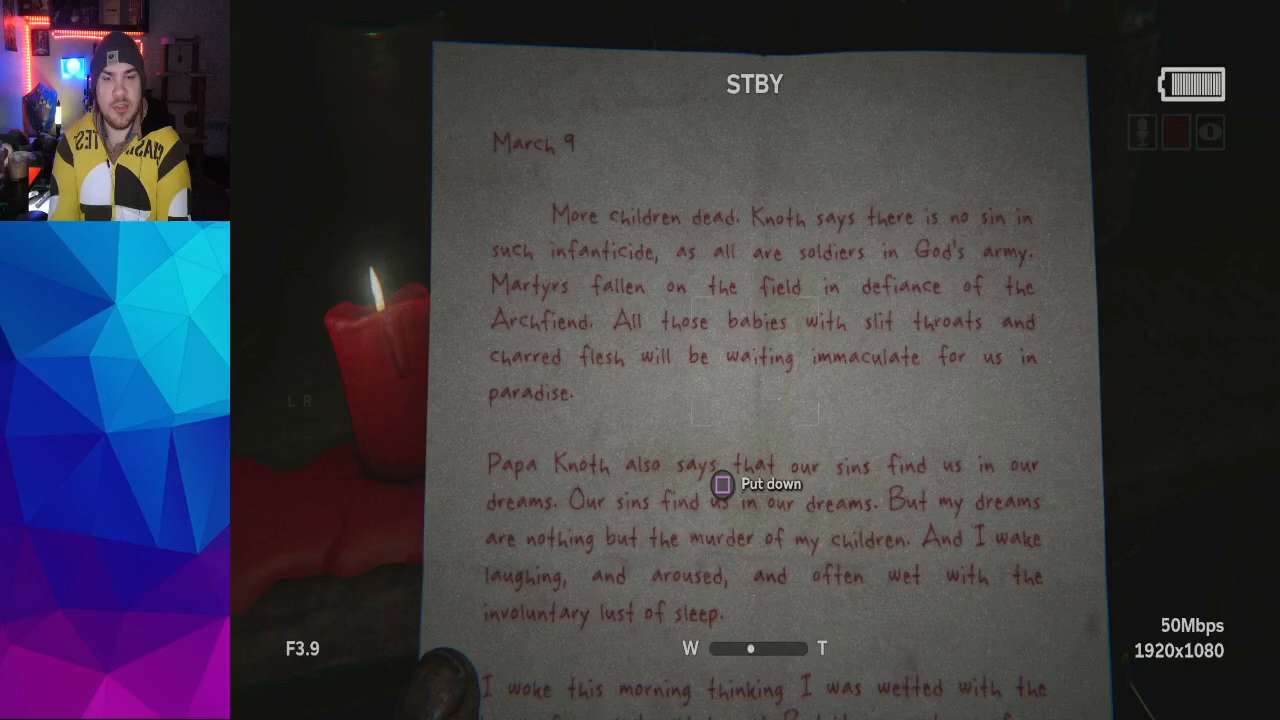 STBY
March 9
More children dead. Knoth says there is no sin in
such infanticide, as all are soldiers in God's army.
Martyrs fallen on the field in defiance of the
Archfiend. All those babies with slit throats and
charred flesh will be waiting immaculate for us in
paradise.
L R
Papa Knoth also says that our sins find us in our
Put down
dreams. Our sins find us in our dreams. But my dreams
are nothing but the murder of my children. And I wake
laughing, and aroused, and often wet with the
involuntary lust of sleep.
50Mbps
F3.9
W
T
1920x1080
I woke this morning thinking I was wetted with the